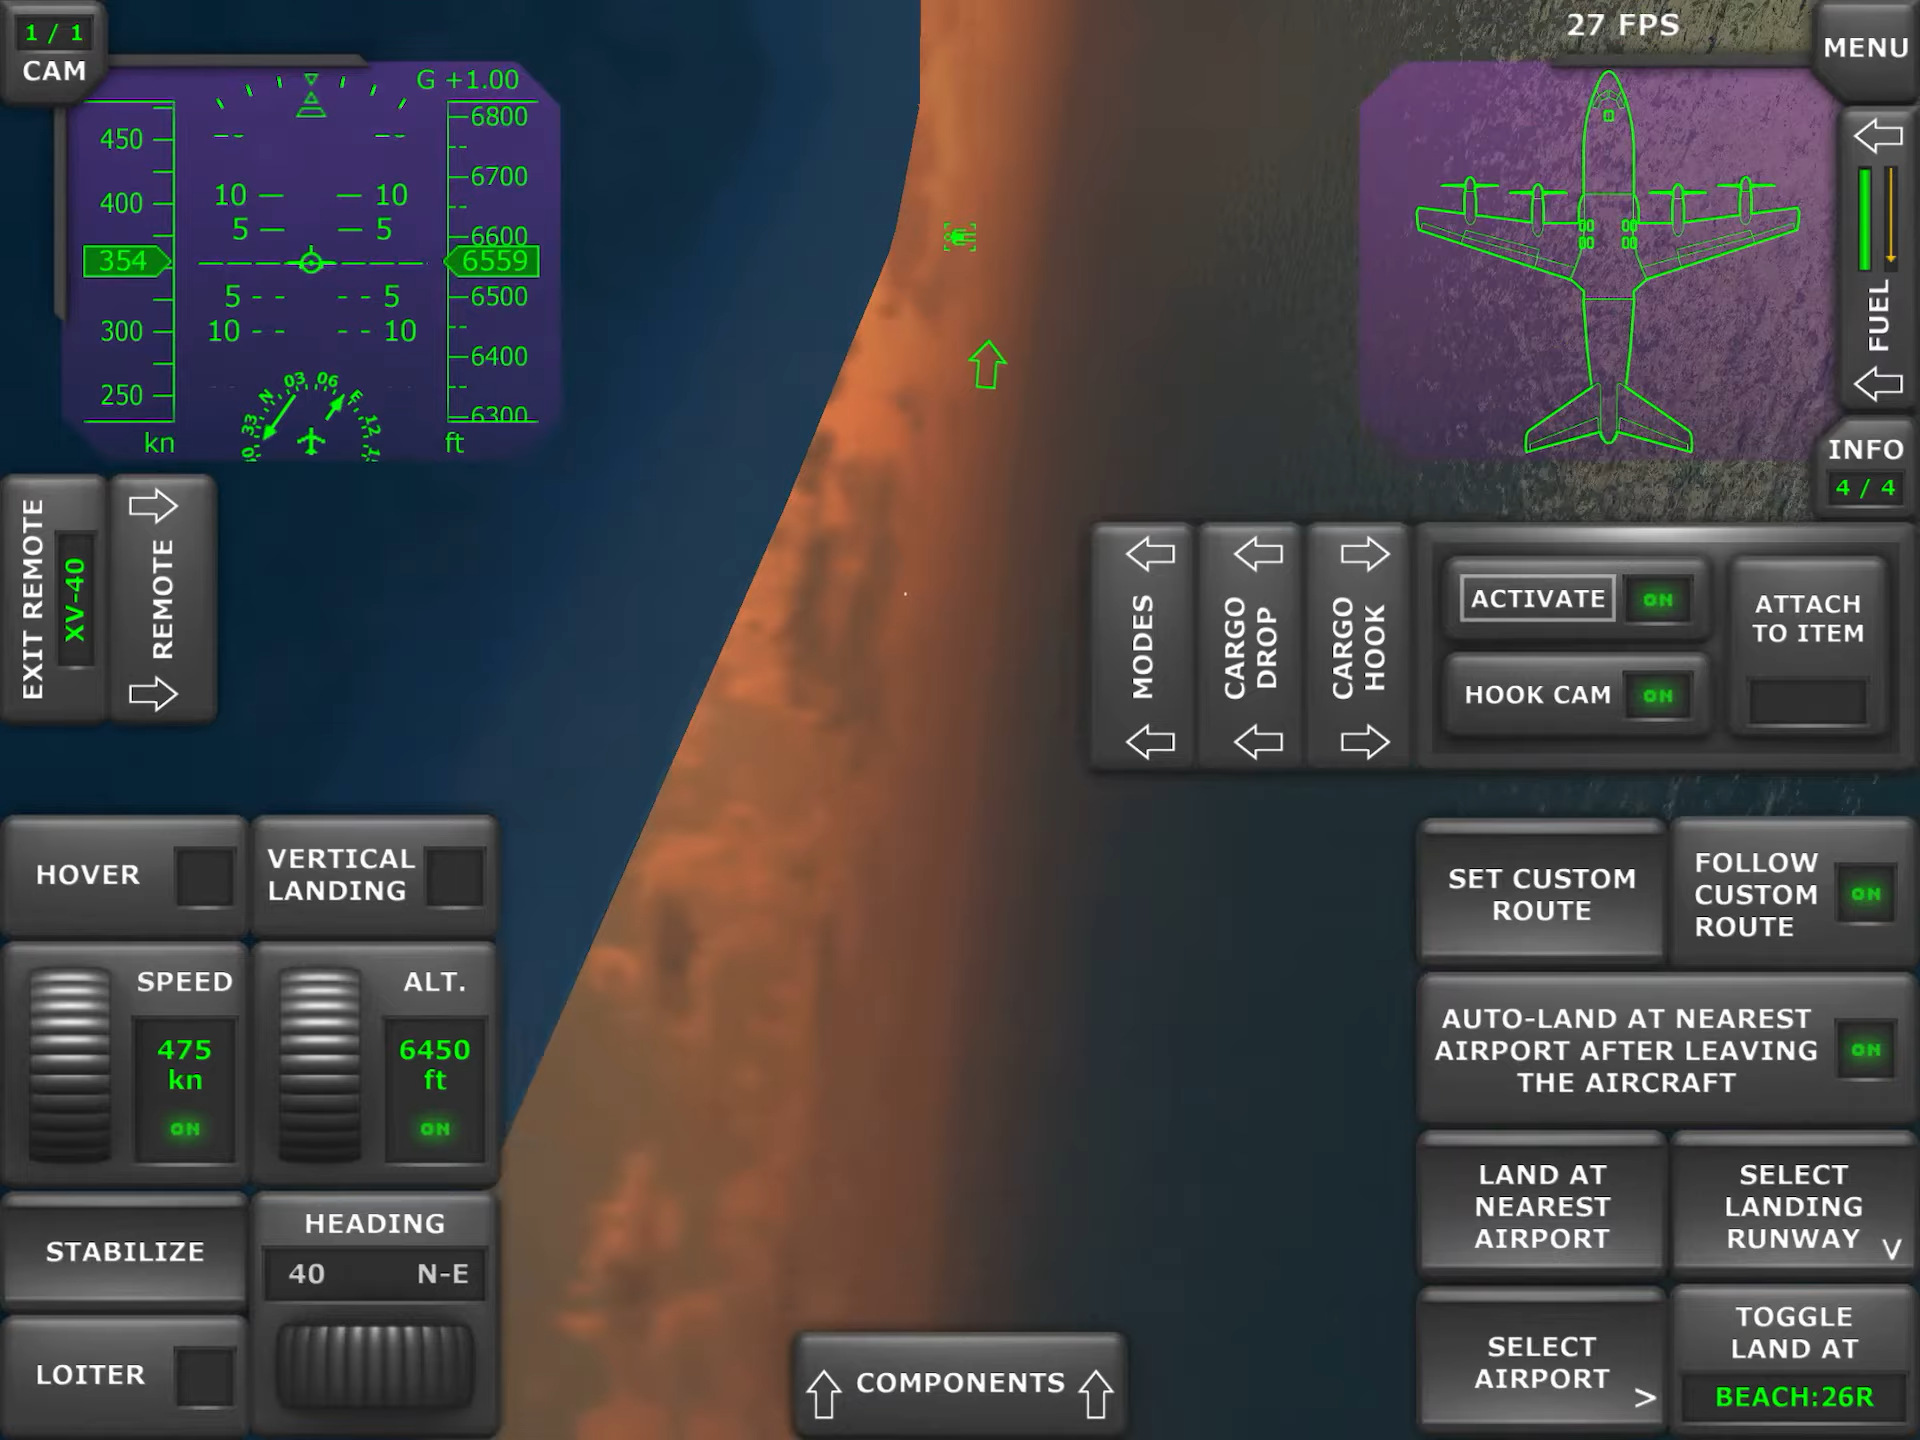 1 / 1
CAM
G +1.00
450
400
354
300
250
kn
10 10
5 5
5 5
10 10
33 N 03 06 E 12
6800
6700
6600
6559
6500
6400
6300
ft
27 FPS
MENU
FUEL
INFO
4 / 4
EXIT REMOTE
XV-40
REMOTE
MODES
CARGO
DROP
CARGO
HOOK
ACTIVATE ON
HOOK CAM ON
ATTACH
TO ITEM
HOVER
VERTICAL
LANDING
SPEED
475
kn
ON
ALT.
6450
ft
ON
STABILIZE
HEADING
40 N-E
LOITER
COMPONENTS
SET CUSTOM
ROUTE
FOLLOW
CUSTOM
ROUTE
ON
AUTO-LAND AT NEAREST
AIRPORT AFTER LEAVING
THE AIRCRAFT
ON
LAND AT
NEAREST
AIRPORT
SELECT
LANDING
RUNWAY
SELECT
AIRPORT
TOGGLE
LAND AT
BEACH:26R